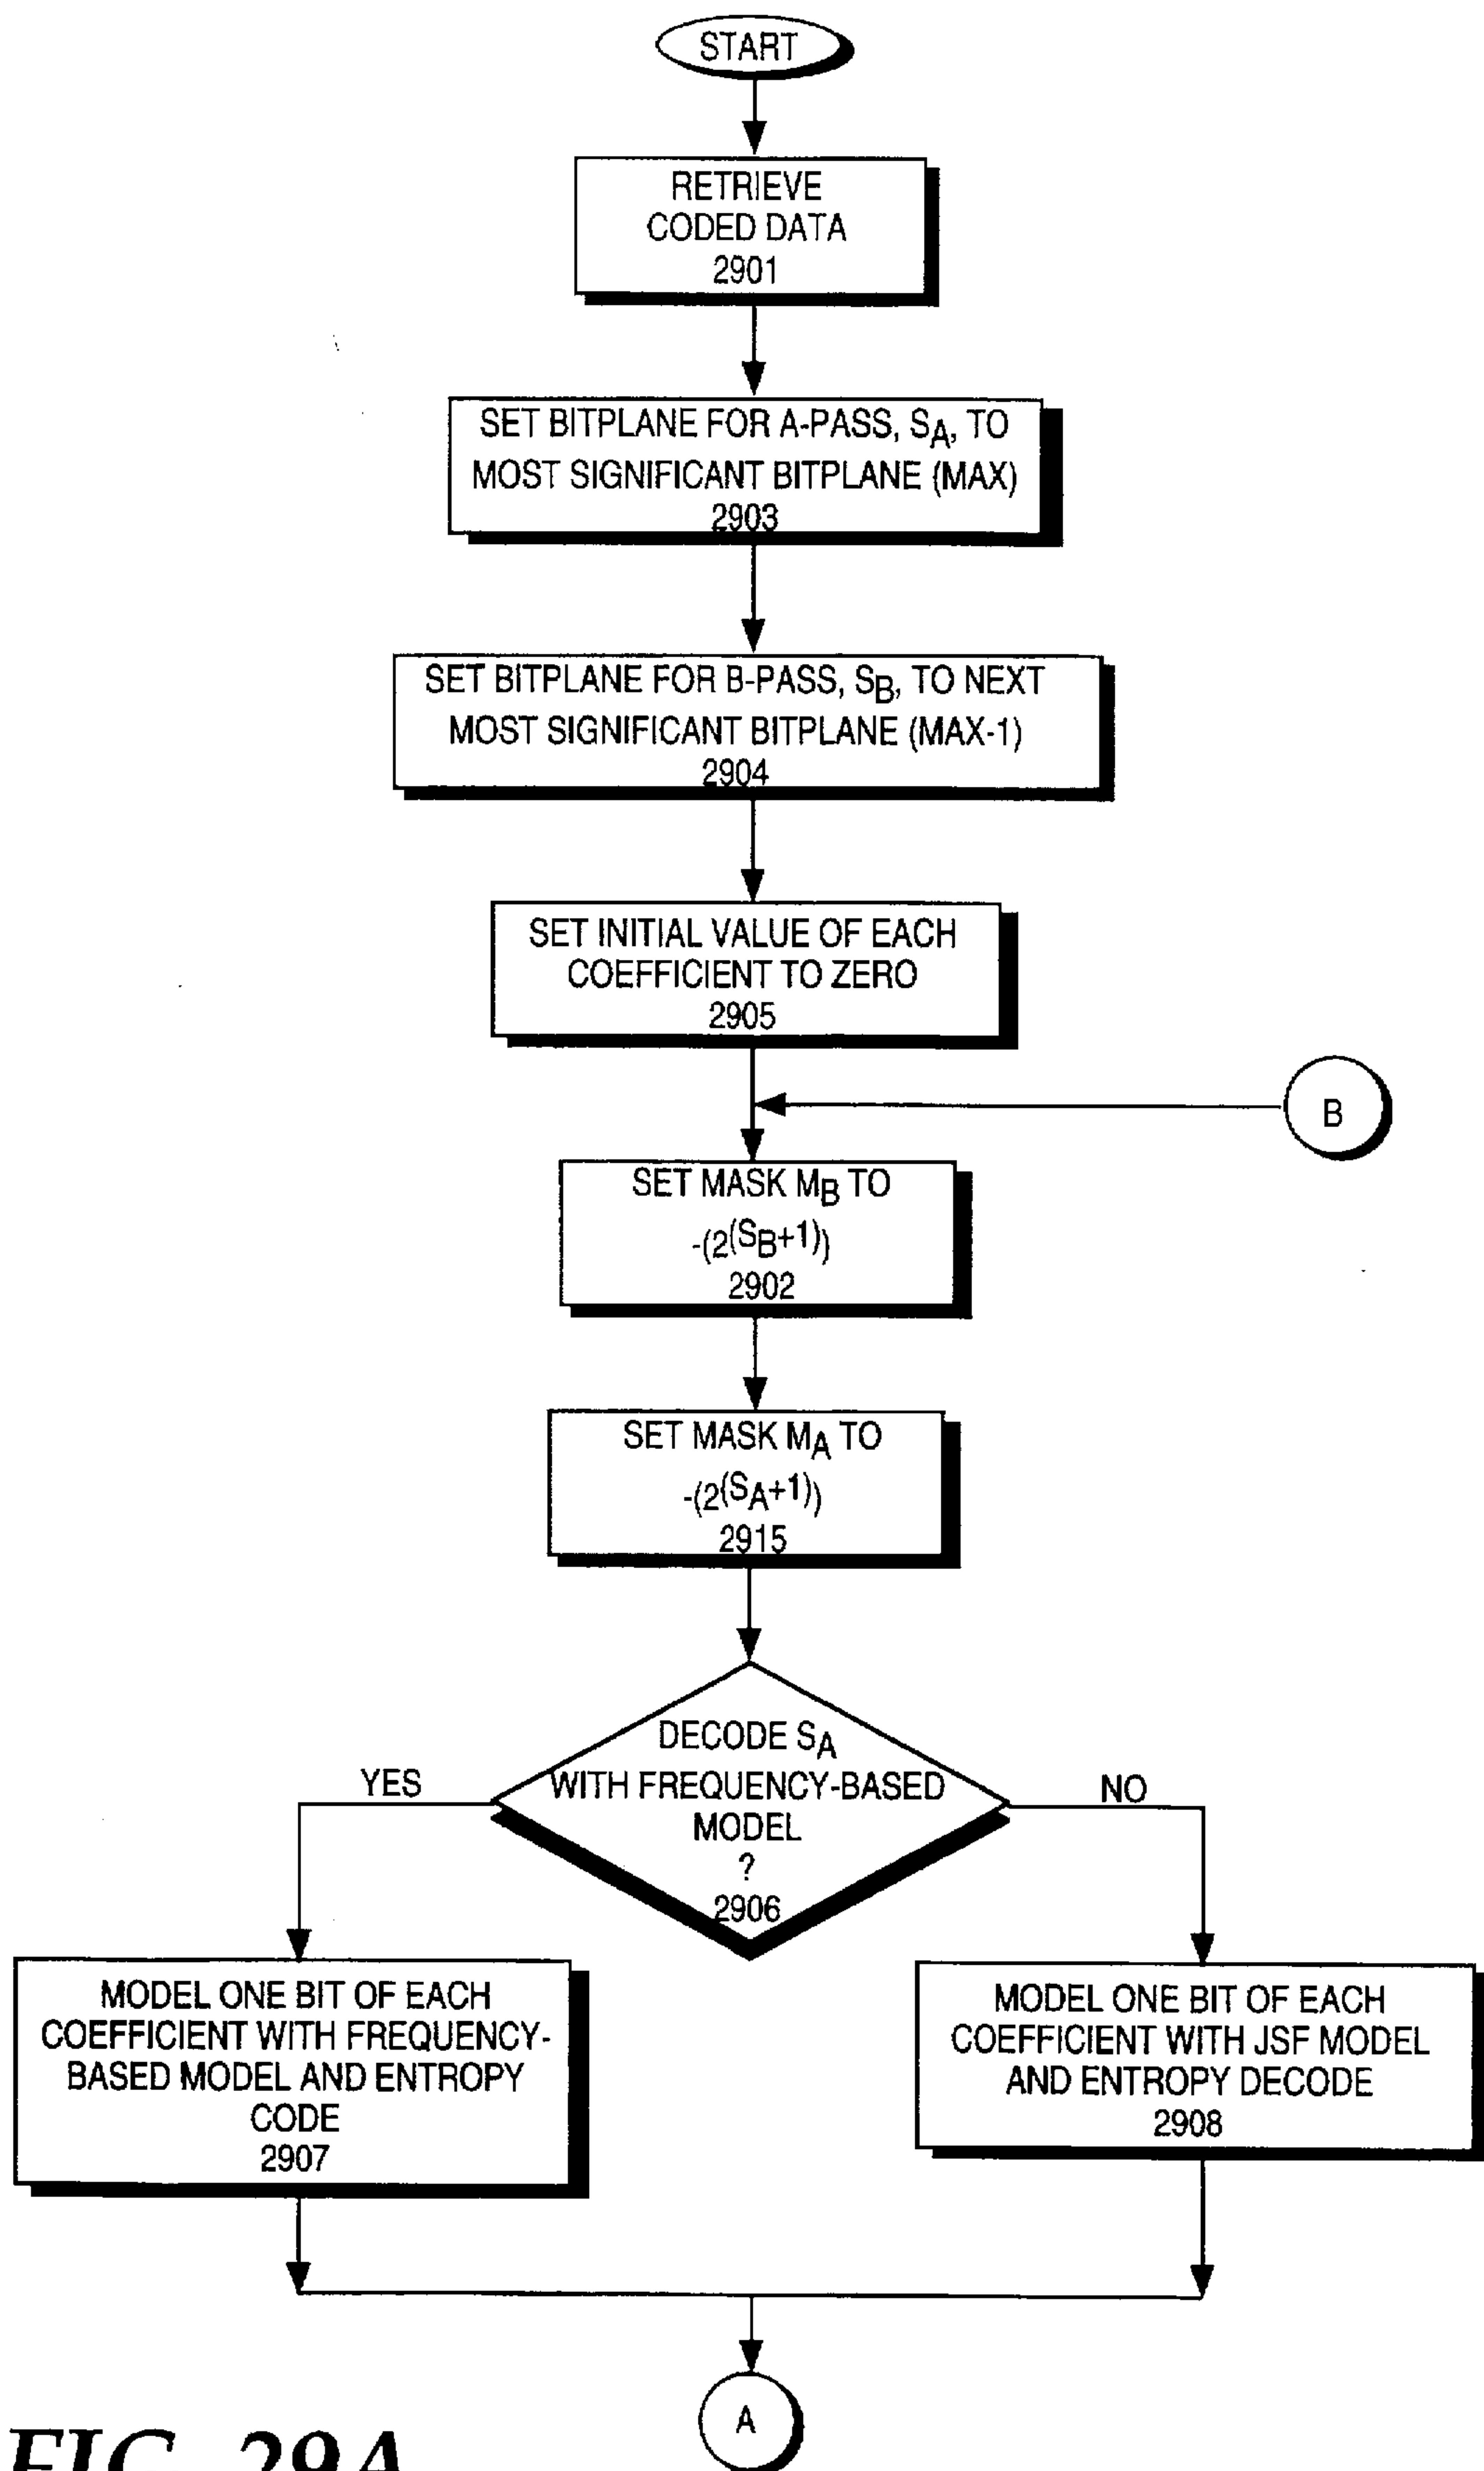 START
RETRIEVE
CODED DATA
2901
SET BITPLANE FOR A-PASS, SA, TO
MOST SIGNIFICANT BITPLANE (MAX)
2903
SET BITPLANE FOR B-PASS, SB, TO NEXT
MOST SIGNIFICANT BITPLANE (MAX-1)
2904
SET INITIAL VALUE OF EACH
COEFFICIENT TO ZERO
2905
B
SET MASK MB TO
-(2(SB+1))
2902
SET MASK MA TO
-(2(SA+1))
2915
DECODE SA
WITH FREQUENCY-BASED
MODEL
?
2906
YES
NO
MODEL ONE BIT OF EACH
COEFFICIENT WITH FREQUENCY-
BASED MODEL AND ENTROPY
CODE
2907
MODEL ONE BIT OF EACH
COEFFICIENT WITH JSF MODEL
AND ENTROPY DECODE
2908
A
FIG. 29A